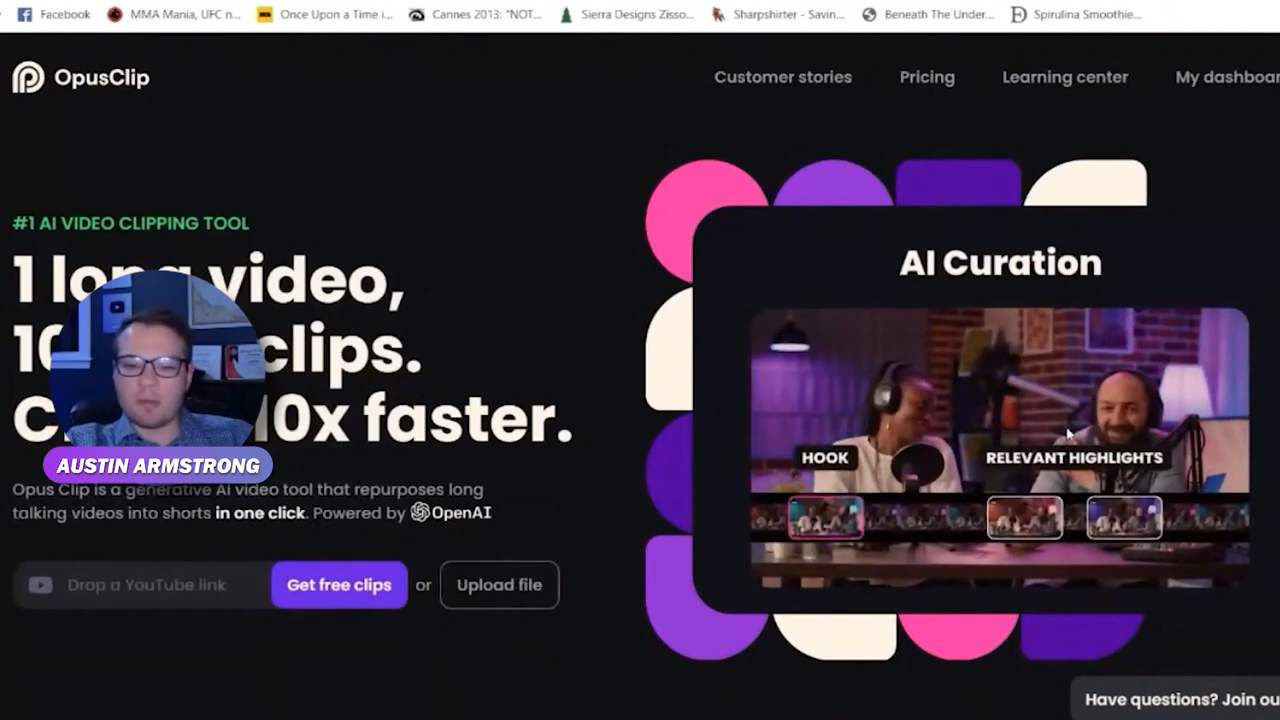 Facebook
MMA Mania, UFC n...
Once Upon a Time i...
Cannes 2013: "NOT...
Sierra Designs Zisso...
Sharpshirter - Savin...
Beneath The Under...
Spirulina Smoothie...
OpusClip
Customer stories
Pricing
Learning center
My dashboar
#1 AI VIDEO CLIPPING TOOL
1 long video,
10 clips.
C 10x faster.
AUSTIN ARMSTRONG
Opus Clip is a generative AI video tool that repurposes long
talking videos into shorts in one click. Powered by OpenAI
Drop a YouTube link
Get free clips
or
Upload file
AI Curation
HOOK
RELEVANT HIGHLIGHTS
Have questions? Join ou